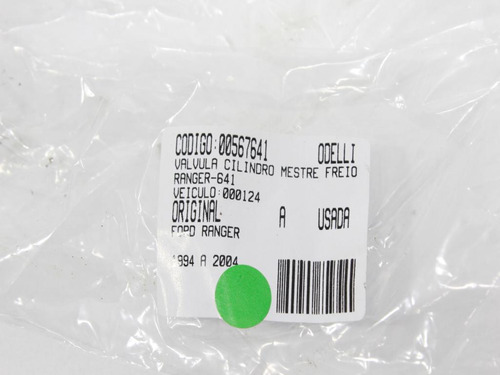 CODIGO:00567641 ODELLI
VALVULA CILINDRO MESTRE FREIO
RANGER-641
VEICULO:000124
ORIGINAL A USADA
FORD RANGER
1994 A 2004